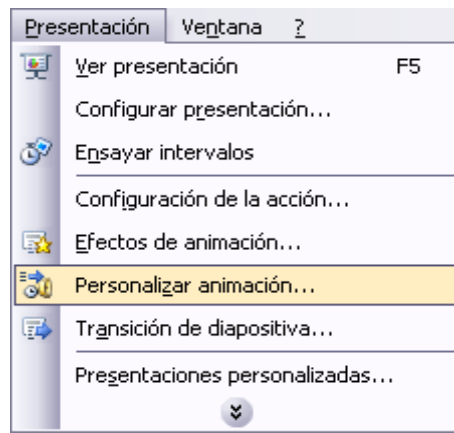 Presentación Ventana ?
Ver presentación F5
Configurar presentación...
Ensayar intervalos
Configuración de la acción...
Efectos de animación...
Personalizar animación...
Transición de diapositiva...
Presentaciones personalizadas...